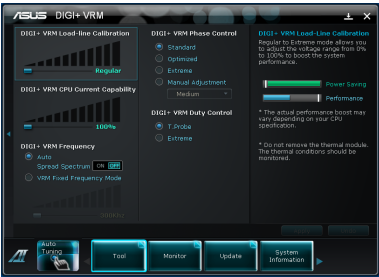 ASUS DIGI+ VRM
DIGI+ VRM Load-line Calibration
Regular
DIGI+ VRM CPU Current Capability
100%
DIGI+ VRM Frequency
Auto
Spread Spectrum ON OFF
VRM Fixed Frequency Mode
DIGI+ VRM Phase Control
Standard
Optimized
Extreme
Manual Adjustment
Medium
DIGI+ VRM Duty Control
T.Probe
Extreme
DIGI+ VRM Load-Line Calibration
Regular to Extreme mode allows you
to adjust the voltage range from 0%
to 100% to boost the system
performance.
Power Saving
Performance
* The actual performance boost may
vary depending on your CPU
specification.
* Do not remove the thermal module.
The thermal conditions should be
monitored.
Auto
Tuning
Tool
Monitor
Update
System
Information